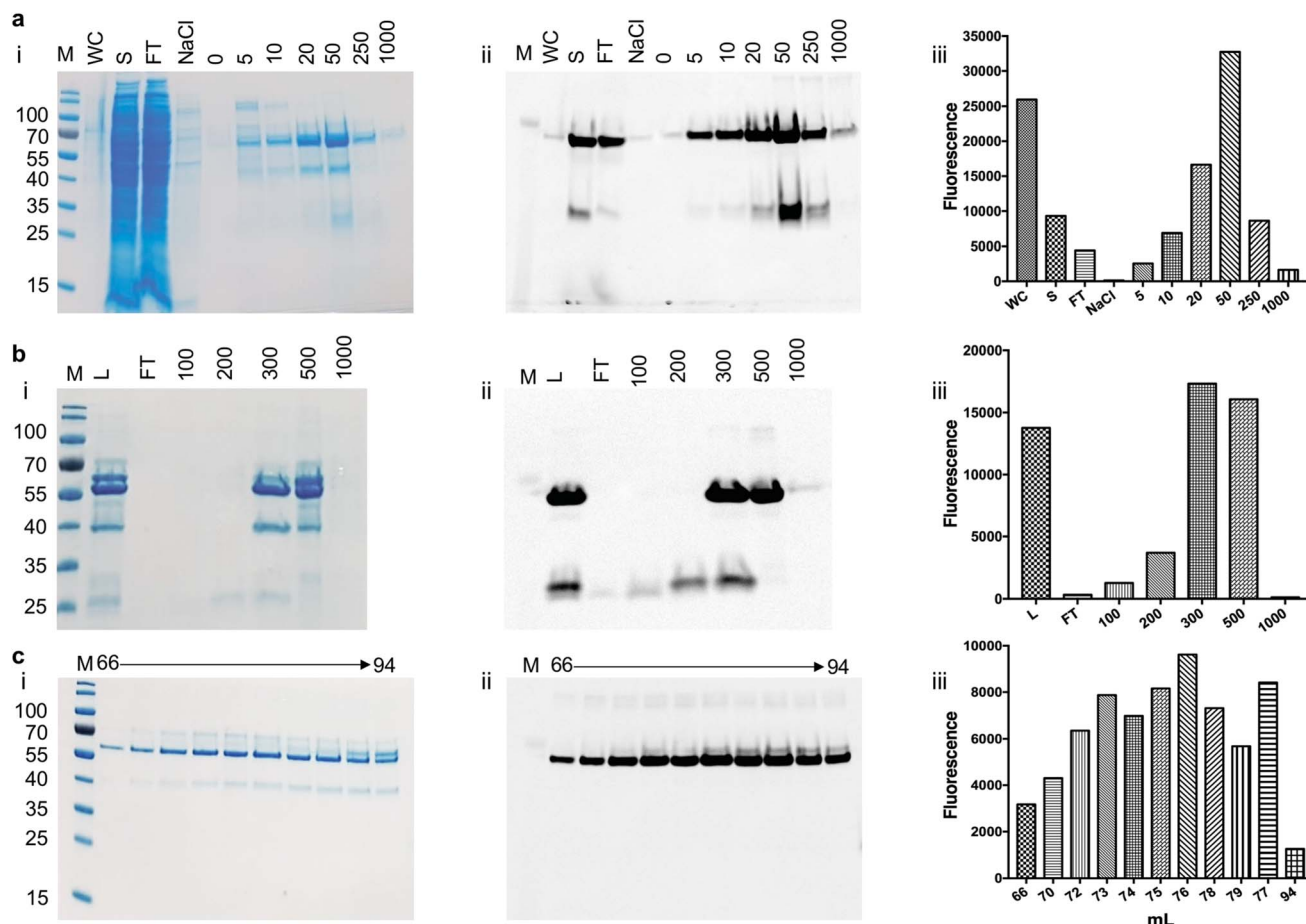 a
i
M WC S FT NaCl 0 5 10 20 50 250 1000
100
70
55
40
35
25
15
ii
M WC S FT NaCl 0 5 10 20 50 250 1000
iii
Fluorescence
35000
30000
25000
20000
15000
10000
5000
0
WC S FT NaCl 5 10 20 50 250 1000
b
i
M L FT 100 200 300 500 1000
100
70
55
40
35
25
ii
M L FT 100 200 300 500 1000
iii
Fluorescence
20000
15000
10000
5000
0
L FT 100 200 300 500 1000
c
i
M 66 94
100
70
55
40
35
25
15
ii
M 66 94
iii
Fluorescence
10000
8000
6000
4000
2000
0
66 70 72 73 74 75 76 78 79 77 94
mL